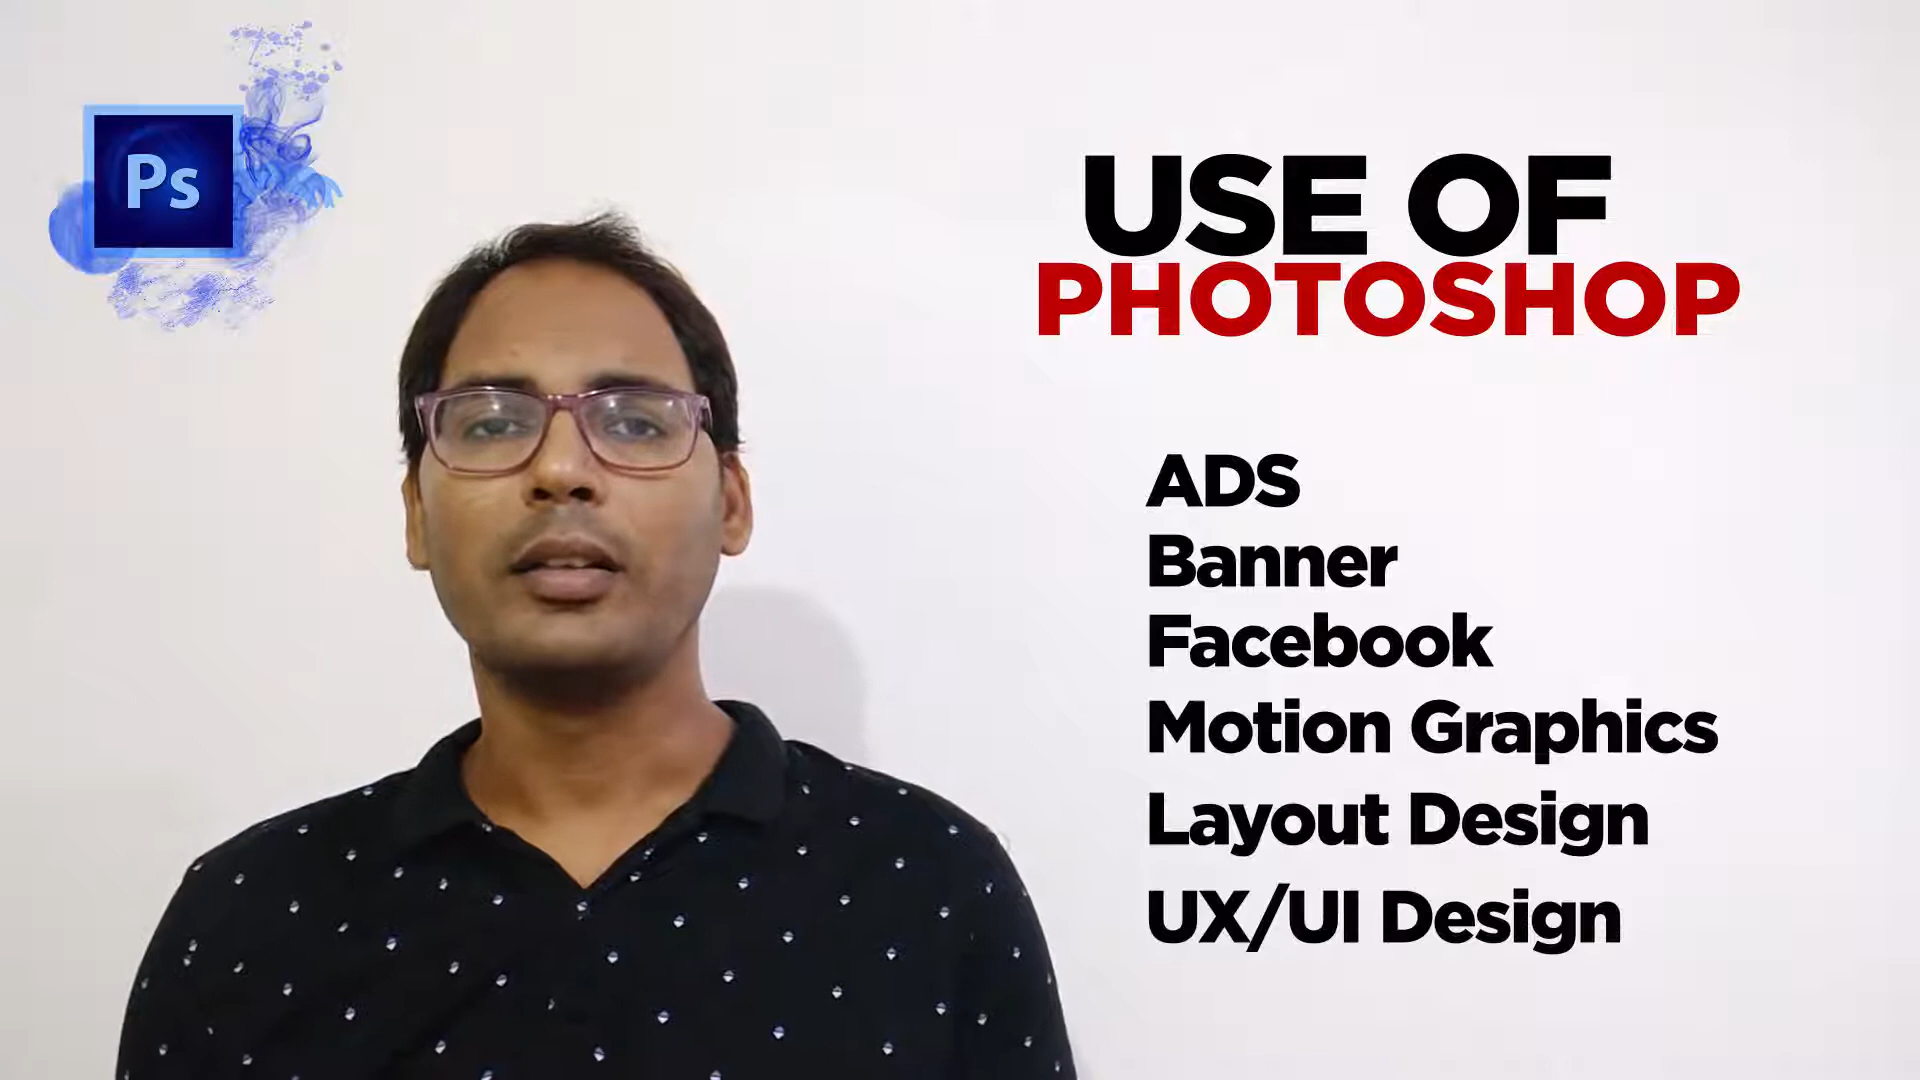 Ps
USE OF
PHOTOSHOP
ADS
Banner
Facebook
Motion Graphics
Layout Design
UX/UI Design